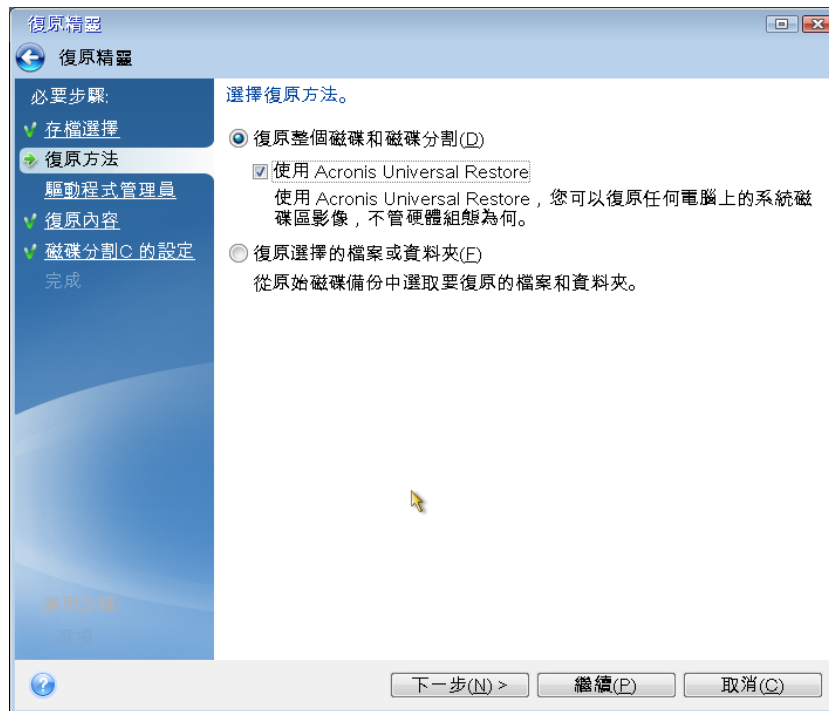 復原精靈
復原精靈
必要步驟:
存檔選擇
復原方法
驅動程式管理員
復原內容
磁碟分割C 的設定
完成
選擇復原方法。
復原整個磁碟和磁碟分割(D)
使用 Acronis Universal Restore
使用 Acronis Universal Restore，您可以復原任何電腦上的系統磁
碟區影像，不管硬體組態為何。
復原選擇的檔案或資料夾(F)
從原始磁碟備份中選取要復原的檔案和資料夾。
下一步(N) >
繼續(P)
取消(C)